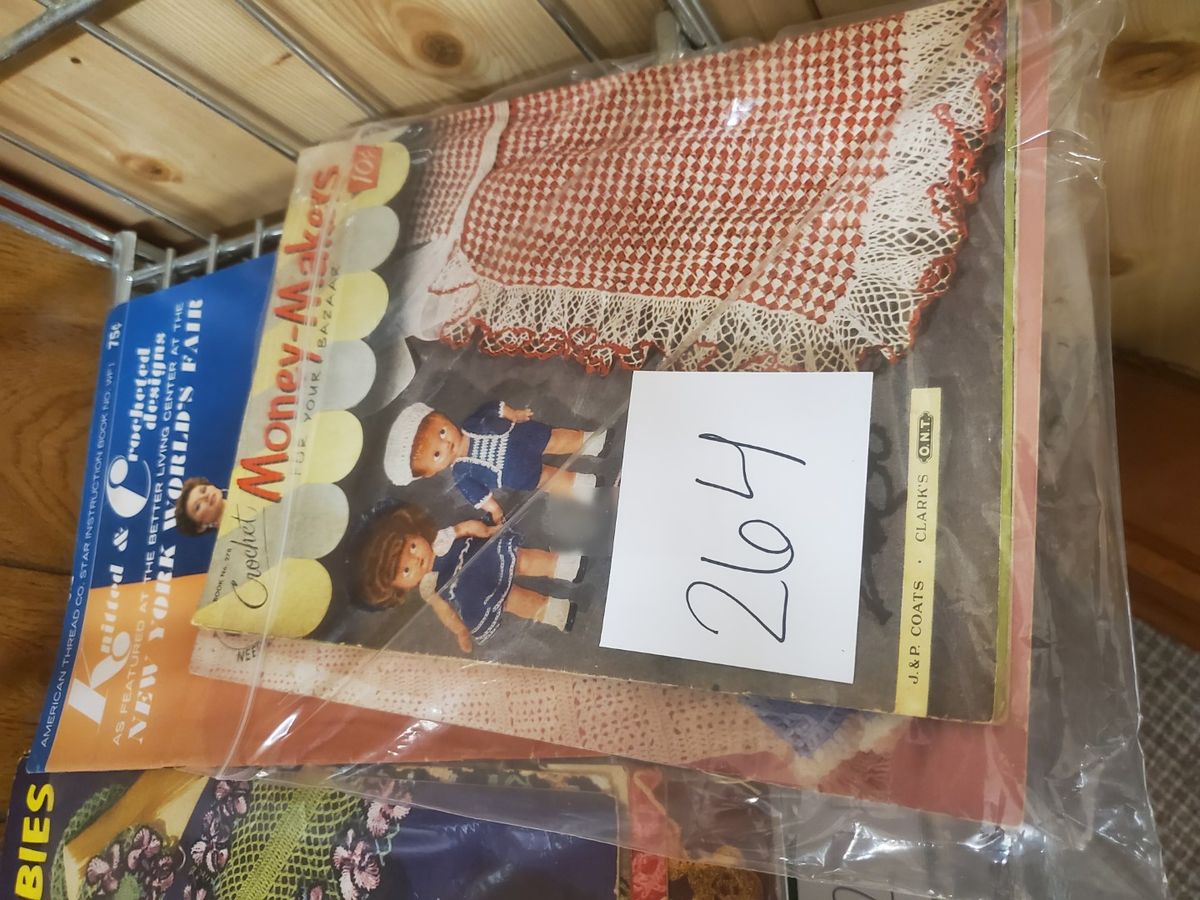 BOOK No. 278
Crochet
Money-Makers
10¢
FOR YOUR BAZAAR
264
J. & P. COATS · CLARK'S O.N.T.
NEE
AMERICAN THREAD CO. STAR INSTRUCTION BOOK NO. WF1 75¢
Knitted & Crocheted
designs
AS FEATURED AT THE BETTER LIVING CENTER AT THE
NEW YORK WORLD'S FAIR
BIES
2